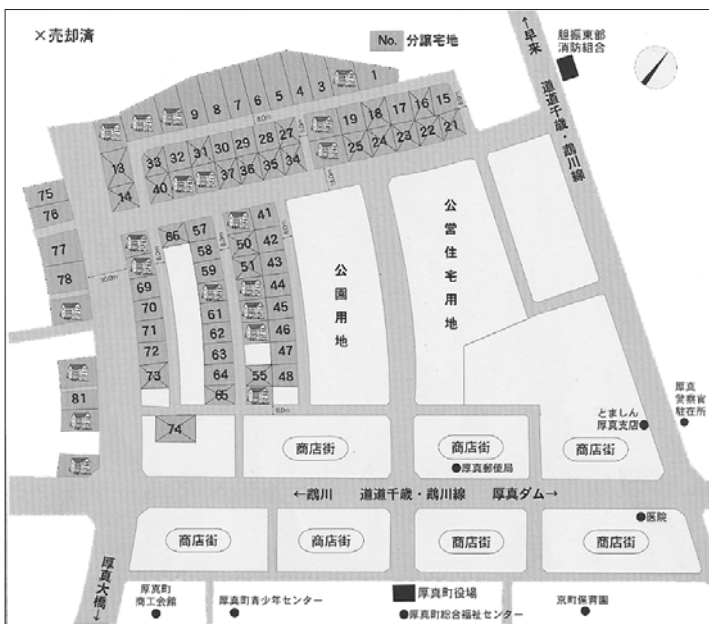 ×売却済
No. 分譲宅地
←早来
胆振東部
消防組合
道道千歳・鵡川線
9 8 7 6 5 4 3 1
8.0m
33 32 31 30 29 28 27
19 18 17 16 15
13
14
40 37 36 35 34
25 24 23 22 21
75
76
77
78
81
66 57
58
59
61
62
63
64
65
69
70
71
72
73
74
50
51
55
41
42
43
44
45
46
47
48
8.0m
公園用地
公営住宅用地
厚真
警察官
駐在所
とましん
厚真支店
商店街
商店街
商店街
厚真郵便局
←鵡川 道道千歳・鵡川線 厚真ダム→
医院
商店街
商店街
商店街
商店街
厚真大橋↓
厚真町
商工会館
厚真町青少年センター
厚真町役場
厚真町総合福祉センター
京町保育園